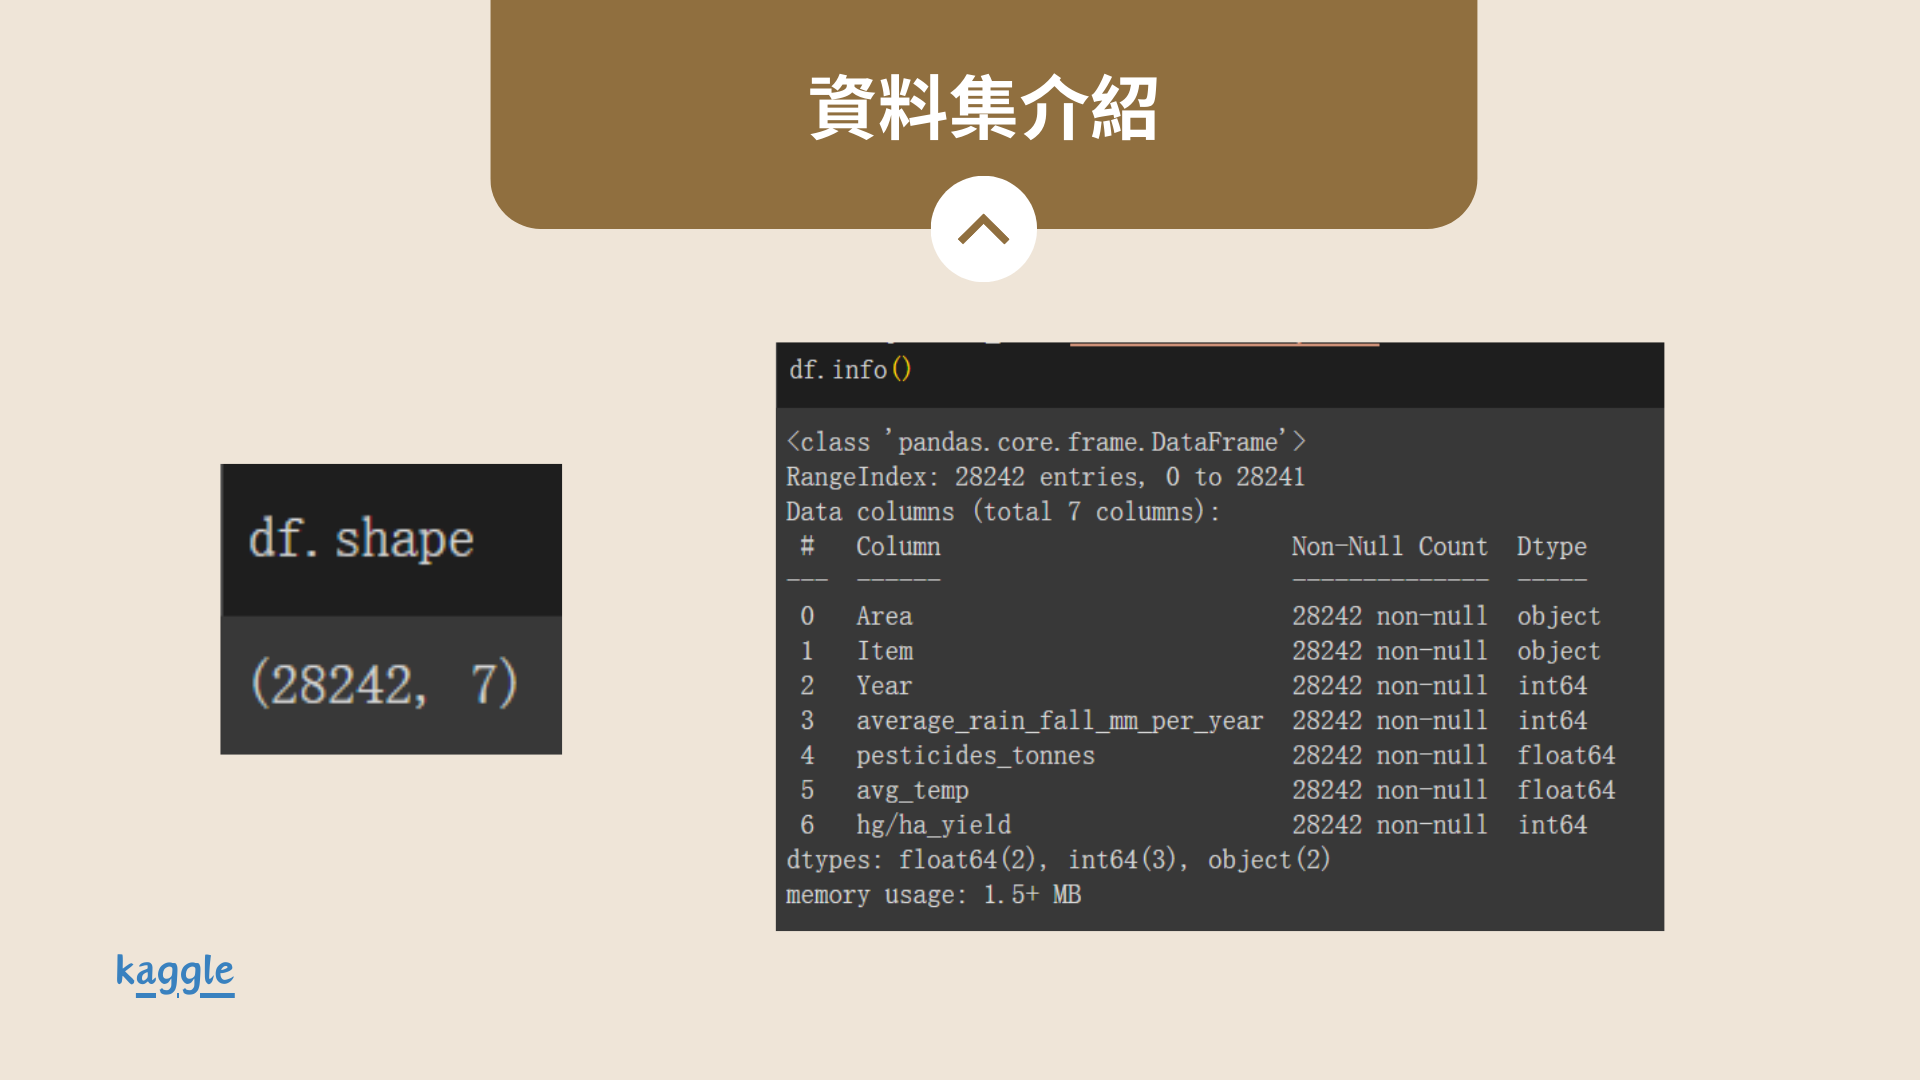 資料集介紹
df.shape
(28242, 7)
df.info()
<class 'pandas.core.frame.DataFrame'>
RangeIndex: 28242 entries, 0 to 28241
Data columns (total 7 columns):
#   Column                         Non-Null Count  Dtype
---  ------                         --------------  -----
0   Area                           28242 non-null  object
1   Item                           28242 non-null  object
2   Year                           28242 non-null  int64
3   average_rain_fall_mm_per_year  28242 non-null  int64
4   pesticides_tonnes              28242 non-null  float64
5   avg_temp                       28242 non-null  float64
6   hg/ha_yield                    28242 non-null  int64
dtypes: float64(2), int64(3), object(2)
memory usage: 1.5+ MB
kaggle